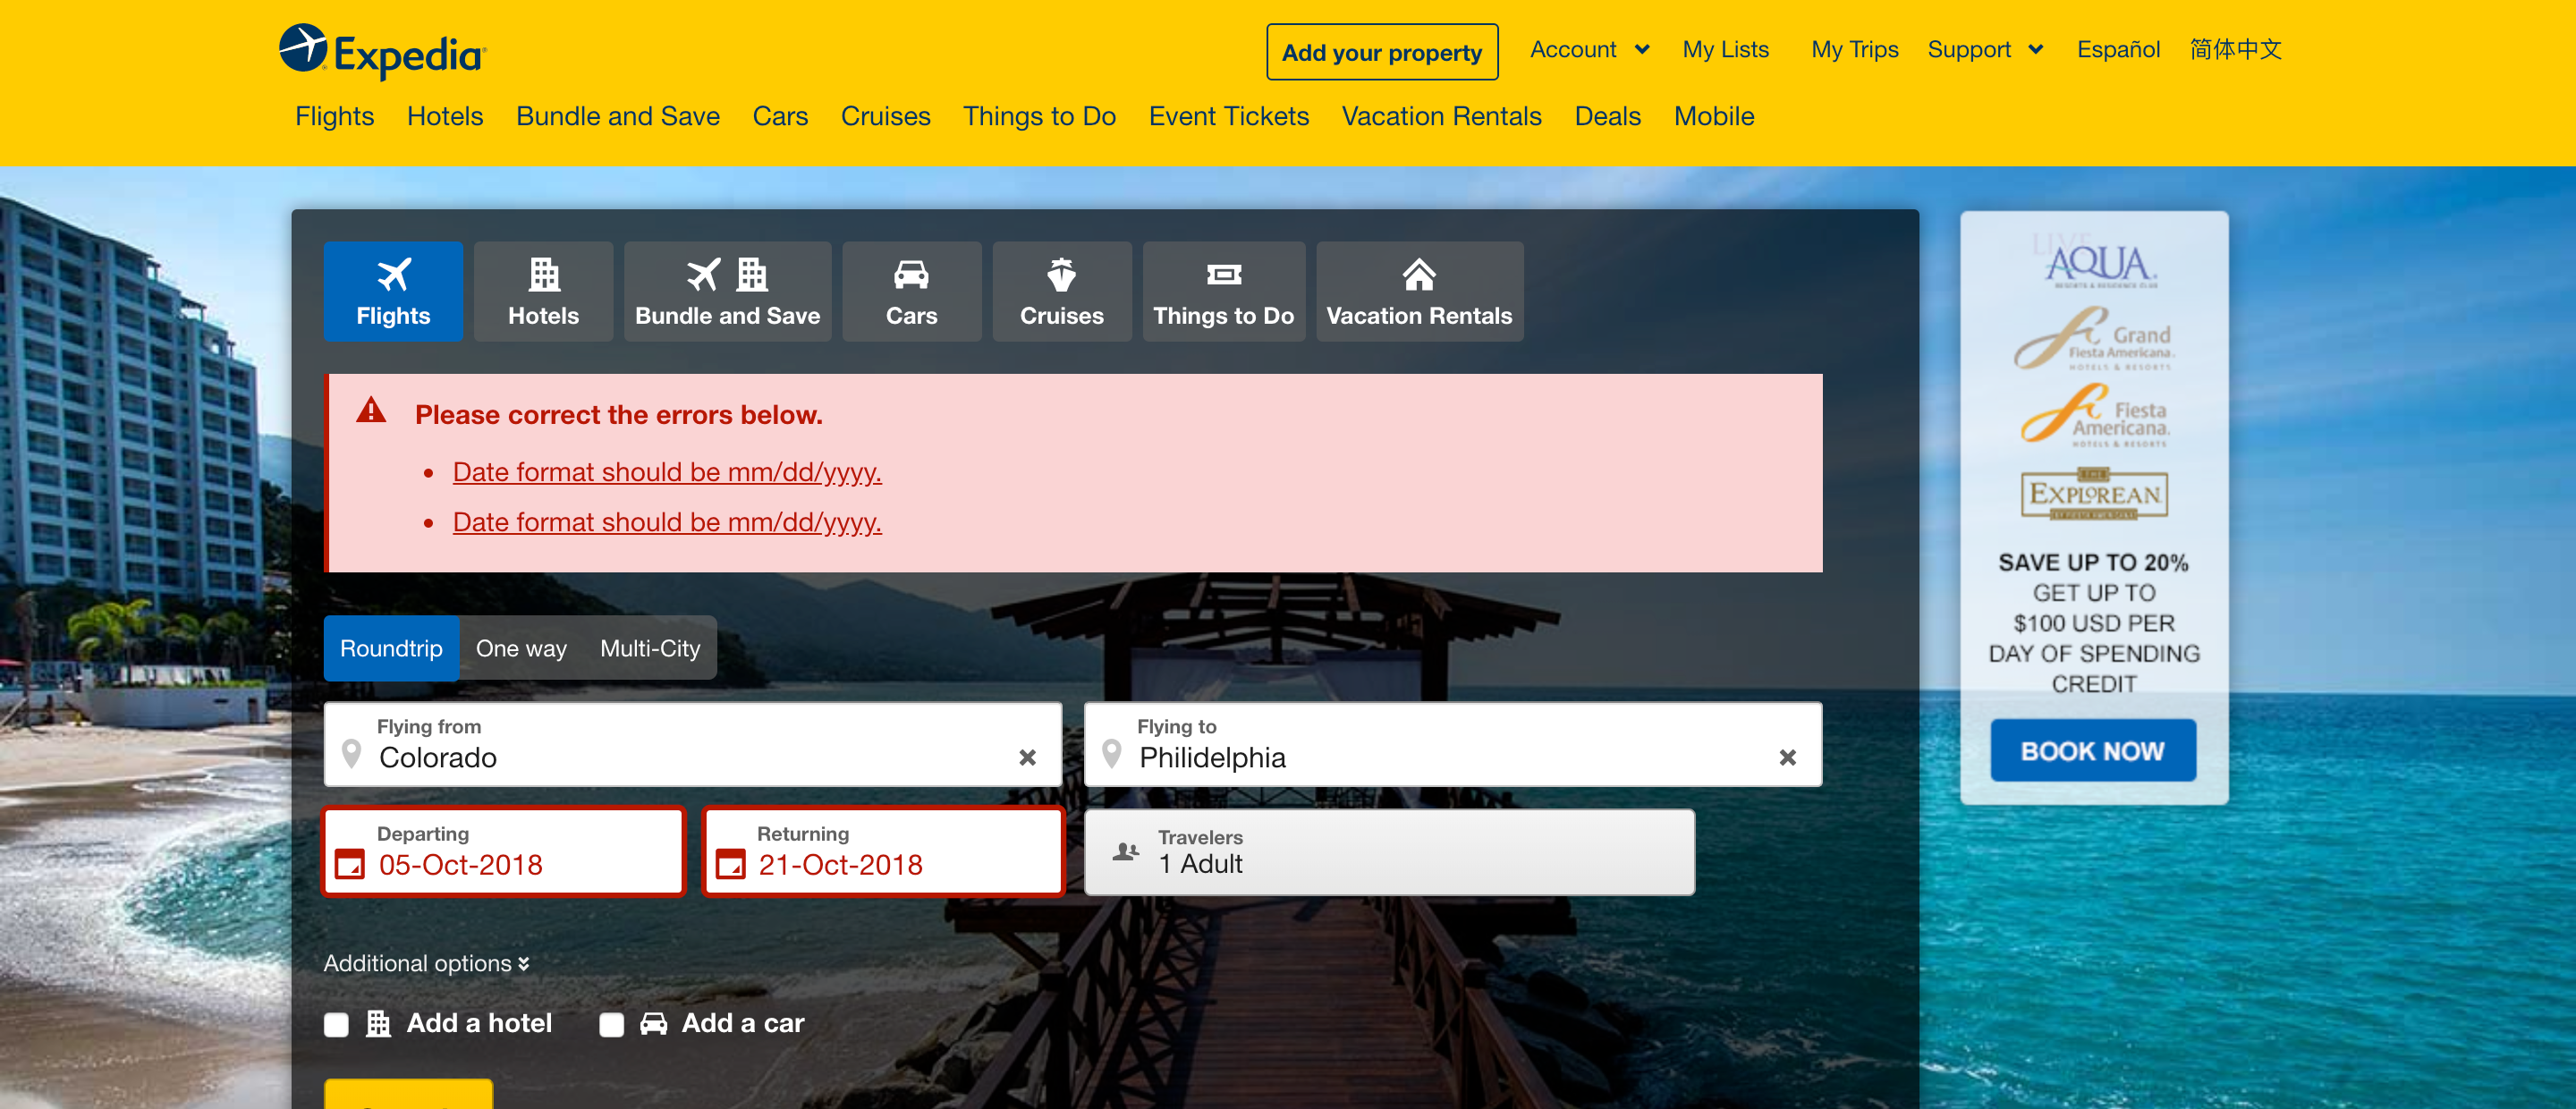 Expedia
Add your property
Account
My Lists
My Trips
Support
Español
简体中文
Flights
Hotels
Bundle and Save
Cars
Cruises
Things to Do
Event Tickets
Vacation Rentals
Deals
Mobile
Flights
Hotels
Bundle and Save
Cars
Cruises
Things to Do
Vacation Rentals
Please correct the errors below.
• Date format should be mm/dd/yyyy.
• Date format should be mm/dd/yyyy.
Roundtrip
One way
Multi-City
Flying from
Colorado
Flying to
Philidelphia
Departing
05-Oct-2018
Returning
21-Oct-2018
Travelers
1 Adult
Additional options
Add a hotel
Add a car
LIVE
AQUA
RESORTS & RESIDENCE CLUB
Grand
Fiesta Americana.
HOTELS & RESORTS
Fiesta
Americana.
HOTELS & RESORTS
EXPLOREAN
SAVE UP TO 20%
GET UP TO
$100 USD PER
DAY OF SPENDING
CREDIT
BOOK NOW